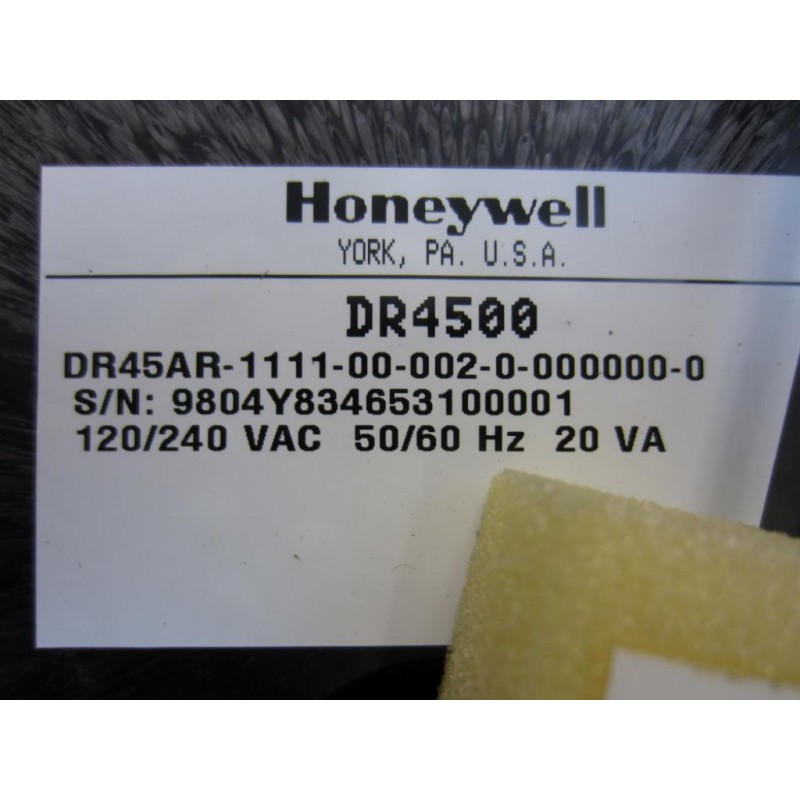 Honeywell
YORK, PA. U.S.A.
DR4500
DR45AR-1111-00-002-0-000000-0
S/N: 9804Y834653100001
120/240 VAC 50/60 Hz 20 VA